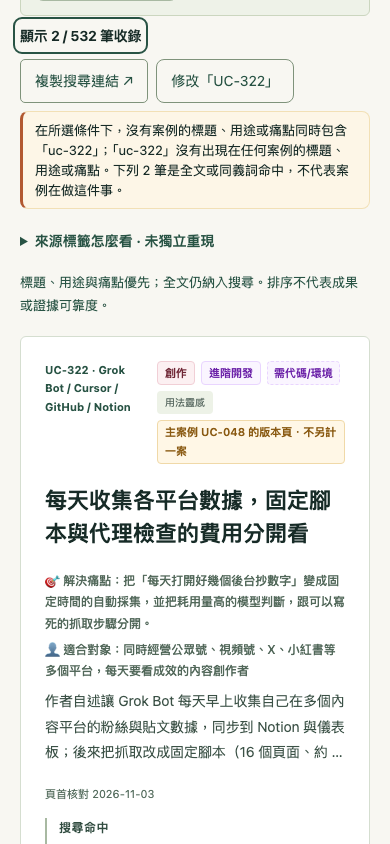 顯示 2 / 532 筆收錄
複製搜尋連結 ↗
修改「UC-322」
在所選條件下，沒有案例的標題、用途或痛點同時包含
「uc-322」；「uc-322」沒有出現在任何案例的標題、
用途或痛點。下列 2 筆是全文或同義詞命中，不代表案
例在做這件事。
▶ 來源標籤怎麼看 · 未獨立重現
標題、用途與痛點優先；全文仍納入搜尋。排序不代表成果
或證據可靠度。
UC-322 · Grok
Bot / Cursor /
GitHub / Notion
創作
進階開發
需代码/環境
用法靈感
主案例 UC-048 的版本頁 · 不另計
一案
每天收集各平台數據，固定腳
本與代理檢查的費用分開看
🎯 解決痛點：把「每天打開好幾個後台抄數字」變成固
定時間的自動採集，並把耗用量高的模型判斷，跟可以寫
死的抓取步驟分開。
👤 適合對象：同時經營公眾號、視頻號、X、小紅書等
多個平台，每天要看成效的內容創作者
作者自述讓 Grok Bot 每天早上收集自己在多個內
容平台的粉絲與貼文數據，同步到 Notion 與儀表
板；後來把抓取改成固定腳本（16 個頁面、約 ...
頁首核對 2026-11-03
搜尋命中